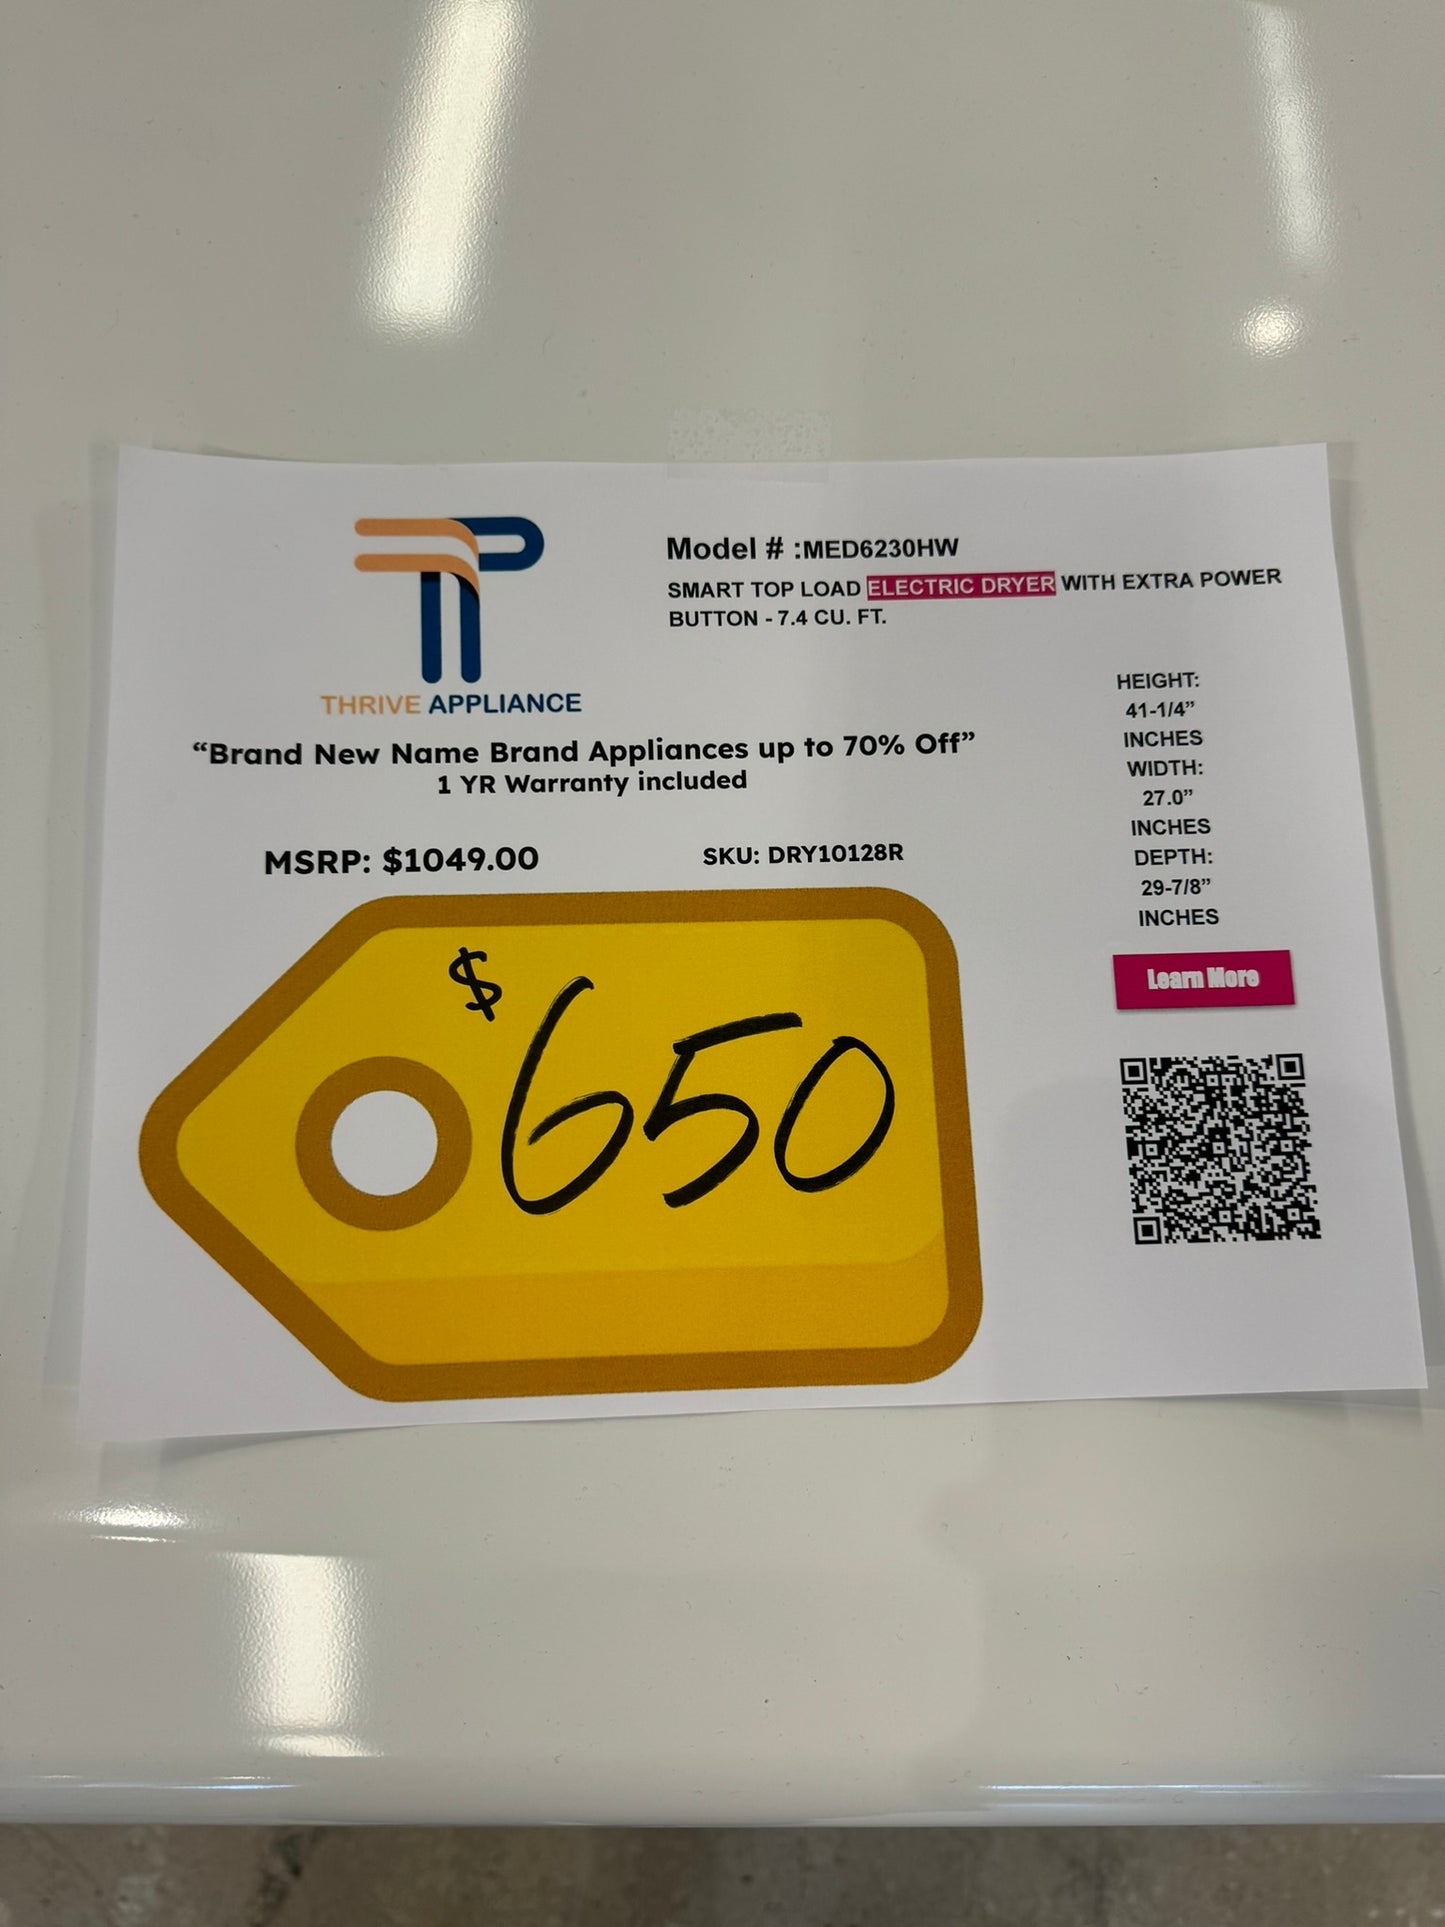 THRIVE APPLIANCE
Model # :MED6230HW
SMART TOP LOAD ELECTRIC DRYER WITH EXTRA POWER
BUTTON - 7.4 CU. FT.
“Brand New Name Brand Appliances up to 70% Off”
1 YR Warranty included
MSRP: $1049.00
SKU: DRY10128R
$650
HEIGHT:
41-1/4”
INCHES
WIDTH:
27.0”
INCHES
DEPTH:
29-7/8”
INCHES
Learn More